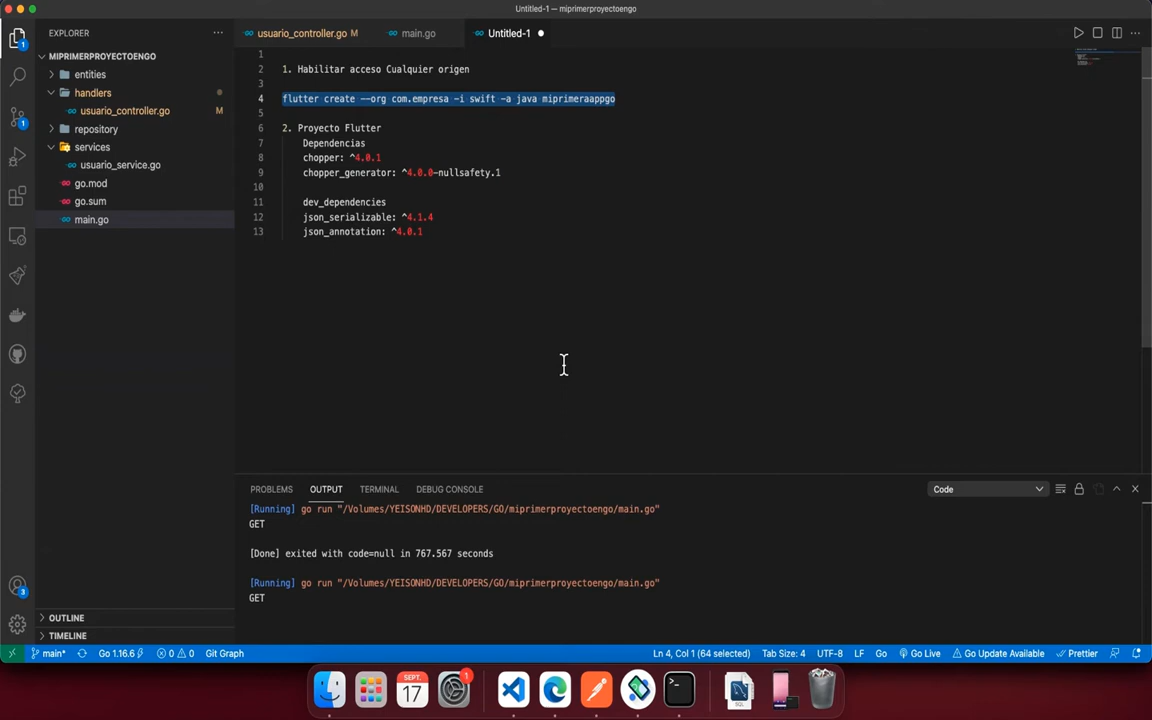 Untitled-1 — miprimerproyectoengo
EXPLORER
usuario_controller.go M
main.go
Untitled-1
MIPRIMERPROYECTOENGO
entities
handlers
usuario_controller.go M
repository
services
usuario_service.go
go.mod
go.sum
main.go
OUTLINE
TIMELINE
1
2 1. Habilitar acceso Cualquier origen
3
4 flutter create --org com.empresa -i swift -a java miprimeraappgo
5
6 2. Proyecto Flutter
7 Dependencias
8 chopper: ^4.0.1
9 chopper_generator: ^4.0.0-nullsafety.1
10
11 dev_dependencies
12 json_serializable: ^4.1.4
13 json_annotation: ^4.0.1
PROBLEMS OUTPUT TERMINAL DEBUG CONSOLE Code
[Running] go run "/Volumes/YEISONHD/DEVELOPERS/GO/miprimerproyectoengo/main.go"
GET
[Done] exited with code=null in 767.567 seconds
[Running] go run "/Volumes/YEISONHD/DEVELOPERS/GO/miprimerproyectoengo/main.go"
GET
main* Go 1.16.6 0 0 Git Graph Ln 4, Col 1 (64 selected) Tab Size: 4 UTF-8 LF Go Go Live Go Update Available Prettier
1
1
3
SEPT.
17
1
SQL